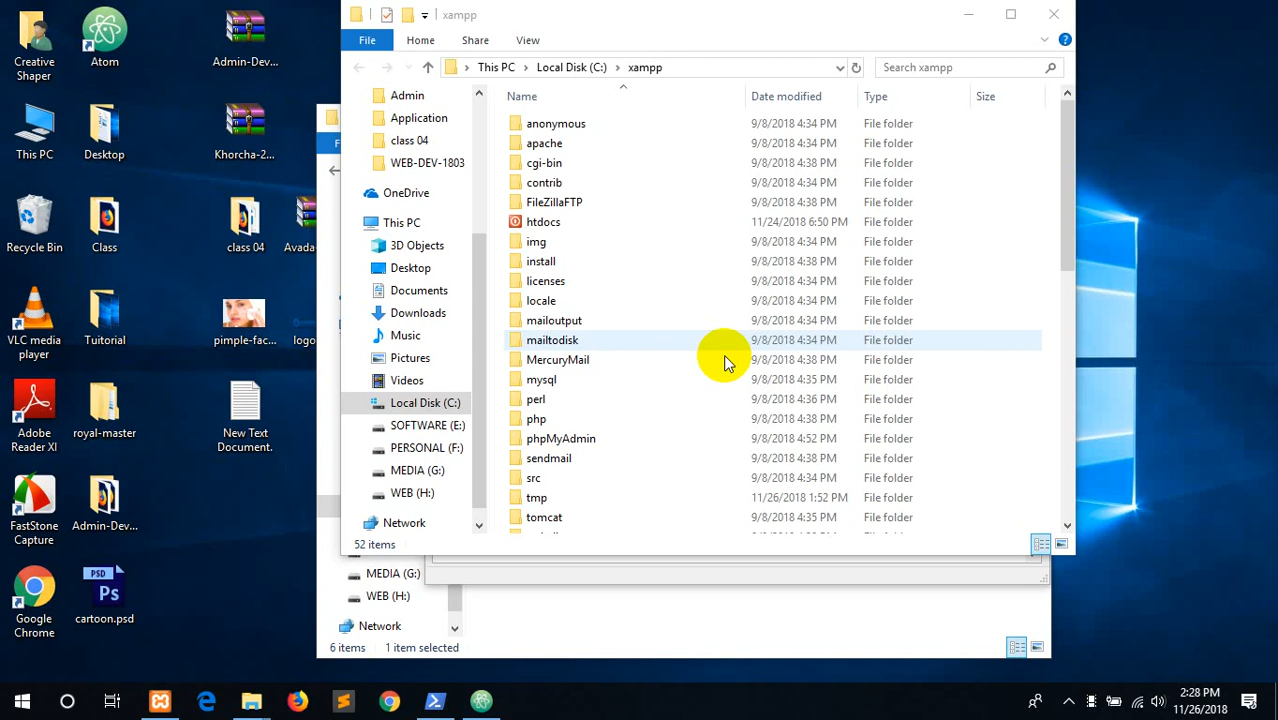 Creative
Shaper
Atom
Admin-Dev...
This PC
Desktop
Khorcha-2...
Recycle Bin
Class
class 04
Avada
VLC media
player
Tuitorial
pimple-fac...
logo
Adobe
Reader XI
royal-master
New Text
Document.
FastStone
Capture
Admin-Dev...
PSD
Ps
Google
Chrome
cartoon.psd
xampp
File
Home
Share
View
This PC
Local Disk (C:)
xampp
Search xampp
Admin
Application
class 04
WEB-DEV-1803
OneDrive
This PC
3D Objects
Desktop
Documents
Downloads
Music
Pictures
Videos
Local Disk (C:)
SOFTWARE (E:)
PERSONAL (F:)
MEDIA (G:)
WEB (H:)
Network
Name Date modified Type Size
anonymous 9/8/2018 4:34 PM File folder
apache 9/8/2018 4:34 PM File folder
cgi-bin 9/8/2018 4:38 PM File folder
contrib 9/8/2018 4:34 PM File folder
FileZillaFTP 9/8/2018 4:38 PM File folder
htdocs 11/24/2018 6:50 PM File folder
img 9/8/2018 4:34 PM File folder
install 9/8/2018 4:38 PM File folder
licenses 9/8/2018 4:34 PM File folder
locale 9/8/2018 4:34 PM File folder
mailoutput 9/8/2018 4:34 PM File folder
mailtodisk 9/8/2018 4:34 PM File folder
MercuryMail 9/8/2018 4:38 PM File folder
mysql 9/8/2018 4:35 PM File folder
perl 9/8/2018 4:36 PM File folder
php 9/8/2018 4:38 PM File folder
phpMyAdmin 9/8/2018 4:52 PM File folder
sendmail 9/8/2018 4:38 PM File folder
src 9/8/2018 4:34 PM File folder
tmp 11/26/2018 1:52 PM File folder
tomcat 9/8/2018 4:35 PM File folder
52 items
F
MEDIA (G:)
WEB (H:)
Network
6 items 1 item selected
2:28 PM
11/26/2018